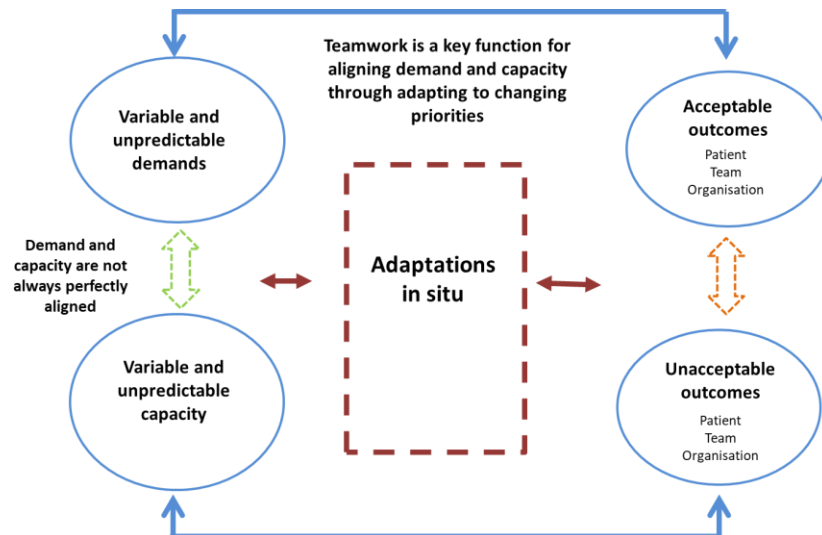 Teamwork is a key function for
aligning demand and capacity
through adapting to changing
priorities
Variable and
unpredictable
demands
Acceptable
outcomes
Patient
Team
Organisation
Demand and
capacity are not
always perfectly
aligned
Adaptations
in situ
Variable and
unpredictable
capacity
Unacceptable
outcomes
Patient
Team
Organisation